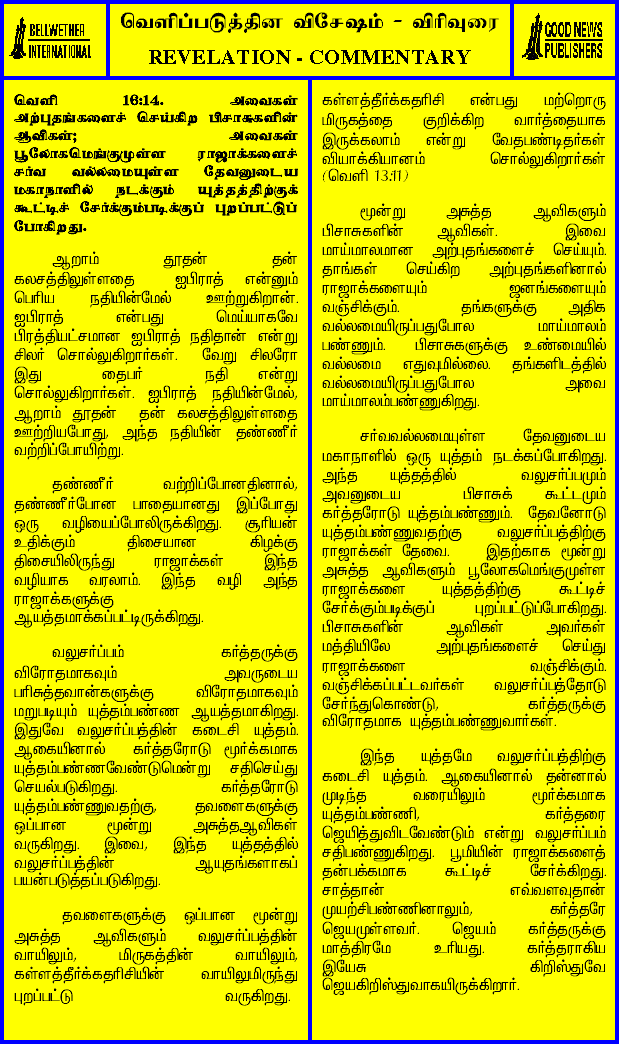 BELLWETHER
INTERNATIONAL
வெளிப்படுத்தின விசேஷம் - விரிவுரை
REVELATION - COMMENTARY
GOOD NEWS
PUBLISHERS
வெளி 16:14. அவைகள்
அற்புதங்களைச் செய்கிற பிசாசுகளின்
ஆவிகள்; அவைகள்
பூலோகமெங்குமுள்ள ராஜாக்களைச்
சர்வ வல்லமையுள்ள தேவனுடைய
மகாநாளில் நடக்கும் யுத்தத்திற்குக்
கூட்டிச் சேர்க்கும்படிக்குப் புறப்பட்டுப்
போகிறது.
ஆறாம் தூதன் தன்
கலசத்திலுள்ளதை ஐபிராத் என்னும்
பெரிய நதியின்மேல் ஊற்றுகிறான்.
ஐபிராத் என்பது மெய்யாகவே
பிரத்தியட்சமான ஐபிராத் நதிதான் என்று
சிலர் சொல்லுகிறார்கள். வேறு சிலரோ
இது தைபர் நதி என்று
சொல்லுகிறார்கள். ஐபிராத் நதியின்மேல்,
ஆறாம் தூதன் தன் கலசத்திலுள்ளதை
ஊற்றியபோது, அந்த நதியின் தண்ணீர்
வற்றிப்போயிற்று.
தண்ணீர் வற்றிப்போனதினால்,
தண்ணீர்போன பாதையானது இப்போது
ஒரு வழியைப்போலிருக்கிறது. சூரியன்
உதிக்கும் திசையான கிழக்கு
திசையிலிருந்து ராஜாக்கள் இந்த
வழியாக வரலாம். இந்த வழி அந்த
ராஜாக்களுக்கு
ஆயத்தமாக்கப்பட்டிருக்கிறது.
வலுசர்ப்பம் கர்த்தருக்கு
விரோதமாகவும் அவருடைய
பரிசுத்தவான்களுக்கு விரோதமாகவும்
மறுபடியும் யுத்தம்பண்ண ஆயத்தமாகிறது.
இதுவே வலுசர்ப்பத்தின் கடைசி யுத்தம்.
ஆகையினால் கர்த்தரோடு மூர்க்கமாக
யுத்தம்பண்ணவேண்டுமென்று சதிசெய்து
செயல்படுகிறது. கர்த்தரோடு
யுத்தம்பண்ணுவதற்கு, தவளைகளுக்கு
ஒப்பான மூன்று அசுத்தஆவிகள்
வருகிறது. இவை, இந்த யுத்தத்தில்
வலுசர்ப்பத்தின் ஆயுதங்களாகப்
பயன்படுத்தப்படுகிறது.
தவளைகளுக்கு ஒப்பான மூன்று
அசுத்த ஆவிகளும் வலுசர்ப்பத்தின்
வாயிலும், மிருகத்தின் வாயிலும்,
கள்ளத்தீர்க்கதரிசியின் வாயிலுமிருந்து
புறப்பட்டு வருகிறது.
கள்ளத்தீர்க்கதரிசி என்பது மற்றொரு
மிருகத்தை குறிக்கிற வார்த்தையாக
இருக்கலாம் என்று வேதபண்டிதர்கள்
வியாக்கியானம் சொல்லுகிறார்கள்
(வெளி 13:11)
மூன்று அசுத்த ஆவிகளும்
பிசாசுகளின் ஆவிகள். இவை
மாய்மாலமான அற்புதங்களைச் செய்யும்.
தாங்கள் செய்கிற அற்புதங்களினால்
ராஜாக்களையும் ஜனங்களையும்
வஞ்சிக்கும். தங்களுக்கு அதிக
வல்லமையிருப்பதுபோல மாய்மாலம்
பண்ணும். பிசாசுகளுக்கு உண்மையில்
வல்லமை எதுவுமில்லை. தங்களிடத்தில்
வல்லமையிருப்பதுபோல அவை
மாய்மாலம்பண்ணுகிறது.
சர்வவல்லமையுள்ள தேவனுடைய
மகாநாளில் ஒரு யுத்தம் நடக்கப்போகிறது.
அந்த யுத்தத்தில் வலுசர்ப்பமும்
அவனுடைய பிசாசுக் கூட்டமும்
கர்த்தரோடு யுத்தம்பண்ணும். தேவனோடு
யுத்தம்பண்ணுவதற்கு வலுசர்ப்பத்திற்கு
ராஜாக்கள் தேவை. இதற்காக மூன்று
அசுத்த ஆவிகளும் பூலோகமெங்குமுள்ள
ராஜாக்களை யுத்தத்திற்கு கூட்டிச்
சேர்க்கும்படிக்குப் புறப்பட்டுப்போகிறது.
பிசாசுகளின் ஆவிகள் அவர்கள்
மத்தியிலே அற்புதங்களைச் செய்து
ராஜாக்களை வஞ்சிக்கும்.
வஞ்சிக்கப்பட்டவர்கள் வலுசர்ப்பத்தோடு
சேர்ந்துகொண்டு, கர்த்தருக்கு
விரோதமாக யுத்தம்பண்ணுவார்கள்.
இந்த யுத்தமே வலுசர்ப்பத்திற்கு
கடைசி யுத்தம். ஆகையினால் தன்னால்
முடிந்த வரையிலும் மூர்க்கமாக
யுத்தம்பண்ணி, கர்த்தரை
ஜெயித்துவிடவேண்டும் என்று வலுசர்ப்பம்
சதிபண்ணுகிறது. பூமியின் ராஜாக்களைத்
தன்பக்கமாக கூட்டிச் சேர்க்கிறது.
சாத்தான் எவ்வளவுதான்
முயற்சிபண்ணினாலும், கர்த்தரே
ஜெயமுள்ளவர். ஜெயம் கர்த்தருக்கு
மாத்திரமே உரியது. கர்த்தராகிய
இயேசு கிறிஸ்துவே
ஜெயகிறிஸ்துவாகயிருக்கிறார்.